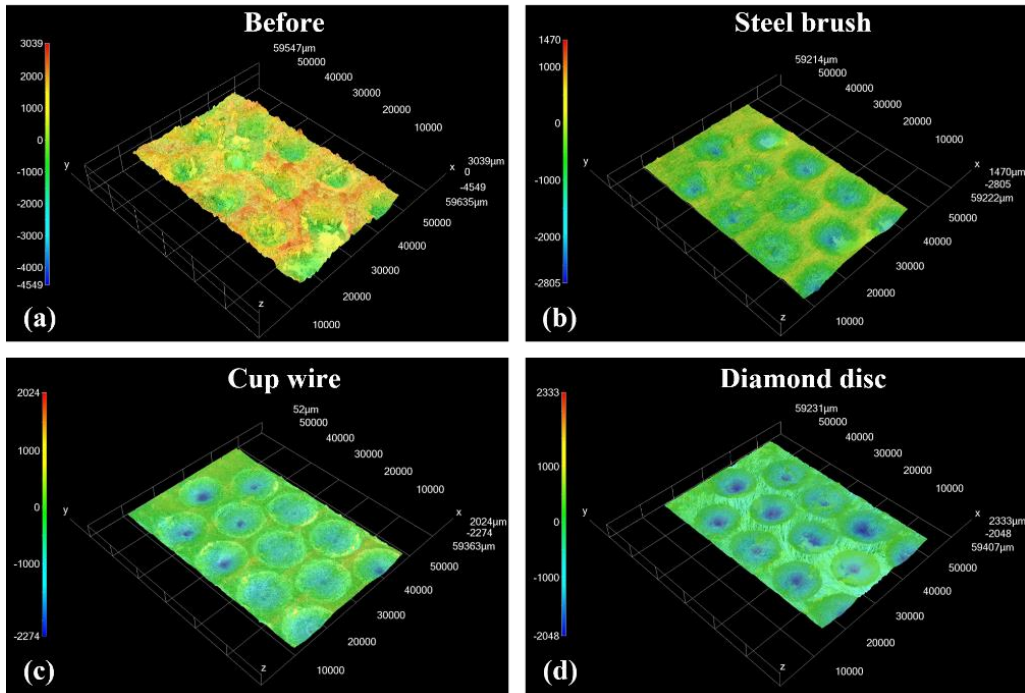 Before
3039
2000
1000
0
-1000
-2000
-3000
-4000
-4549
59547µm
50000
40000
30000
20000
10000
x
3039µm
0
-4549
59635µm
50000
40000
30000
20000
10000
y
z
(a)
Steel brush
1470
1000
0
-1000
-2000
-2805
59214µm
50000
40000
30000
20000
10000
x
1470µm
-2805
59222µm
50000
40000
30000
20000
10000
y
z
(b)
Cup wire
2024
1000
0
-1000
-2274
52µm
50000
40000
30000
20000
10000
x
2024µm
-2274
59363µm
50000
40000
30000
20000
10000
y
z
(c)
Diamond disc
2333
1000
0
-1000
-2048
59231µm
50000
40000
30000
20000
10000
x
2333µm
-2048
59407µm
50000
40000
30000
20000
10000
y
z
(d)